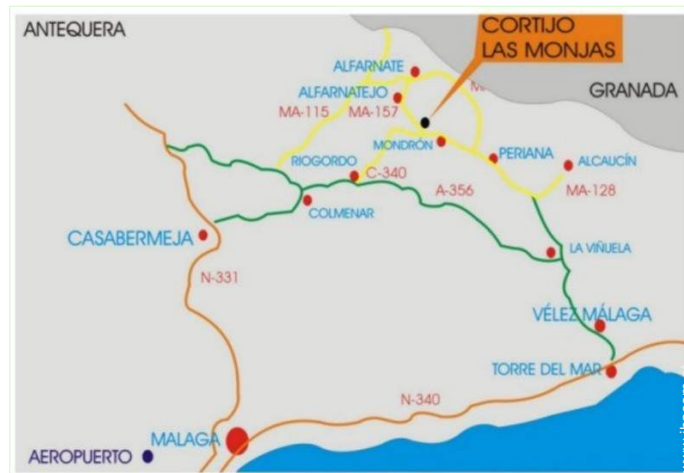 ANTEQUERA
CORTIJO
LAS MONJAS
ALFARNATE
ALFARNATEJO
GRANADA
MA-115
MA-157
MONDRÓN
PERIANA
RIOGORDO
C-340
ALCAUCÍN
A-356
MA-128
COLMENAR
CASABERMEJA
LA VIÑUELA
N-331
VÉLEZ MÁLAGA
TORRE DEL MAR
N-340
MALAGA
AEROPUERTO